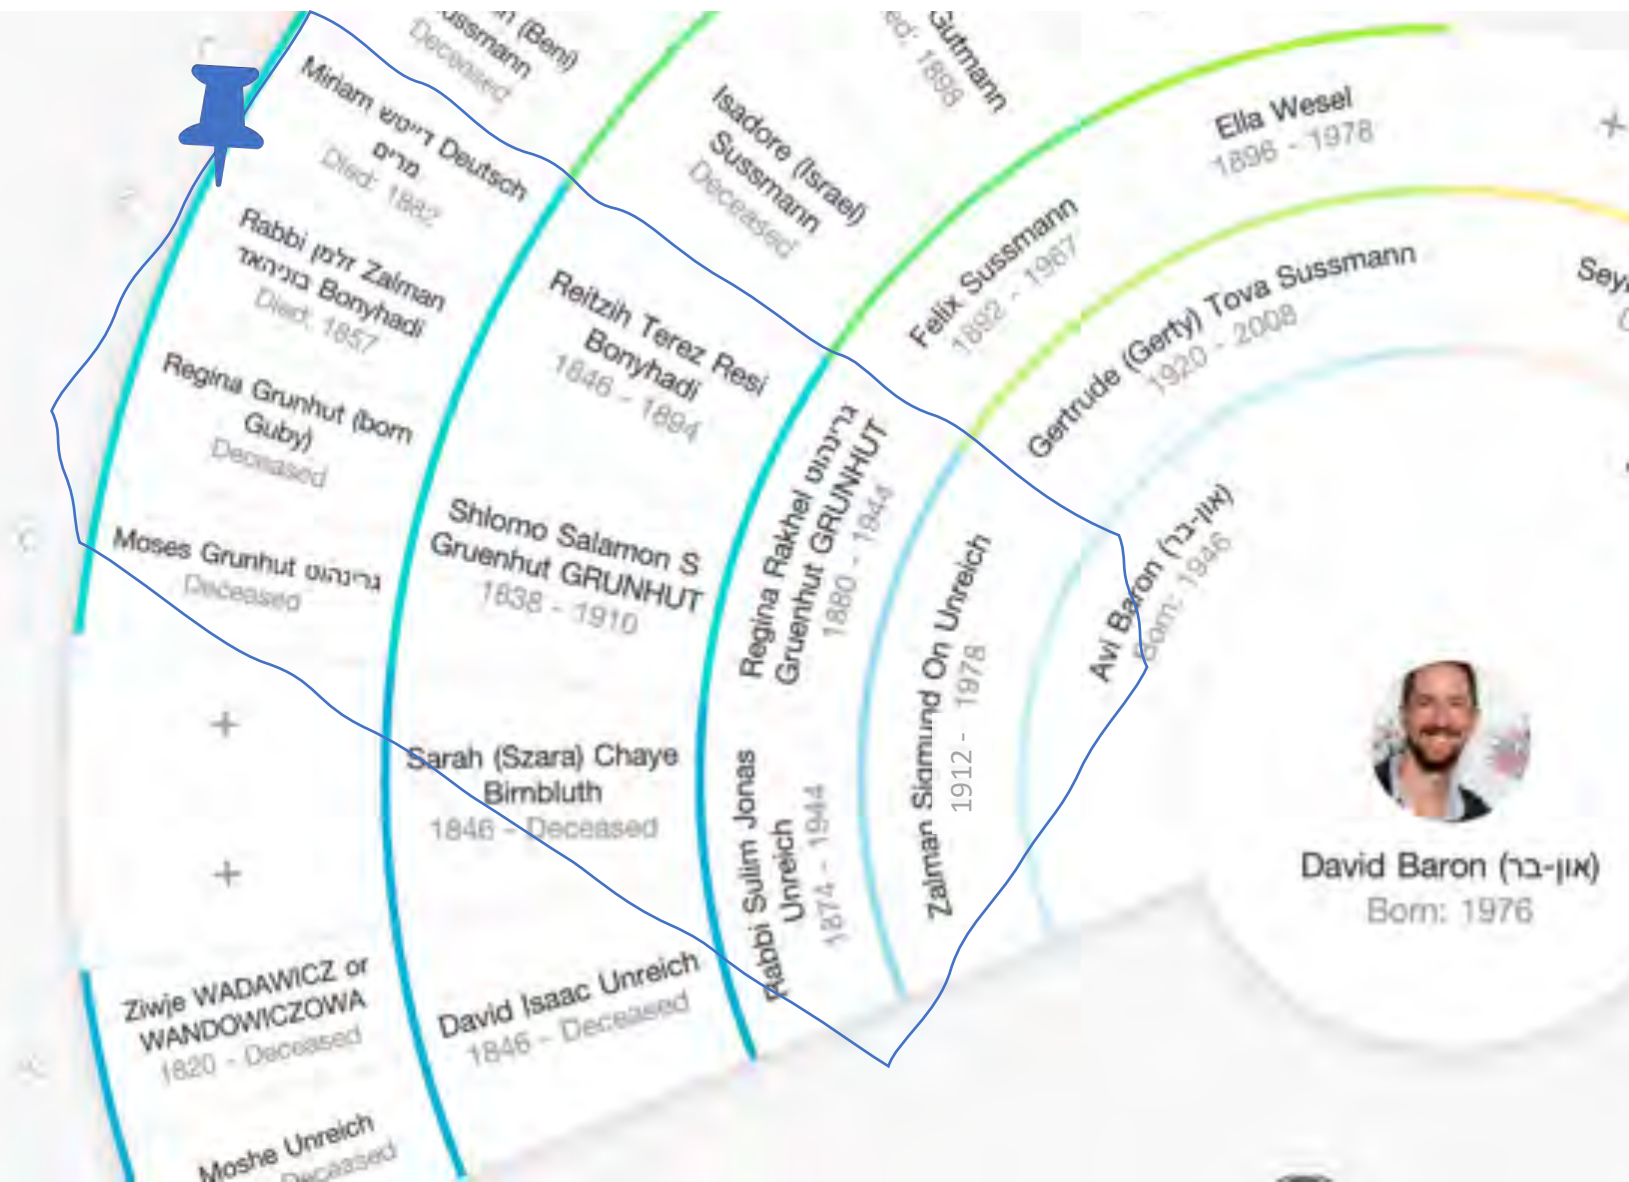 (Beni)
Deceased
Miriam דייטש Deutsch
מרים
Died: 1882
Rabbi זלמן Zalman
בוניהאד Bonyhadi
Died: 1857
Regina Grunhut (born
Guby)
Deceased
Moses Grunhut גרינהוט
Deceased
+
+
Ziwje WADAWICZ or
WANDOWICZOWA
1820 - Deceased
Moshe Unreich
Deceased
Reitzih Terez Resi
Bonyhadi
1846 - 1894
Shlomo Salamon S
Gruenhut GRUNHUT
1838 - 1910
Sarah (Szara) Chaye
Birnbluth
1846 - Deceased
David Isaac Unreich
1846 - Deceased
Gutmann
1898
Isadore (Israel)
Sussmann
Deceased
Regina Rakhel גרינהוט
Gruenhut GRUNHUT
1880 - 1944
Rabbi Sulim Jonas
Unreich
1874 - 1944
Ella Wesel
1896 - 1978
+
Felix Sussmann
1892 - 1967
Gertrude (Gerty) Tova Sussmann
1920 - 2008
Zalman Sigmund On Unreich
1912 - 1978
Avi Baron (און-בר)
Born: 1946
David Baron (און-בר)
Born: 1976